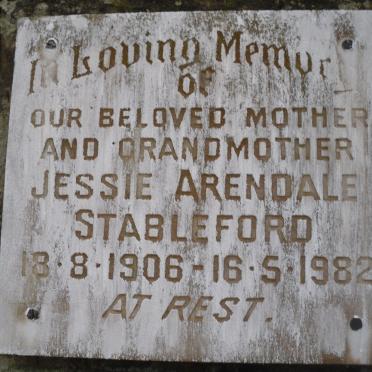 In Loving Memory
of
OUR BELOVED MOTHER
AND GRANDMOTHER
JESSIE ARENDALE
STABLEFORD
18·8·1906-16·5·1982
AT REST.